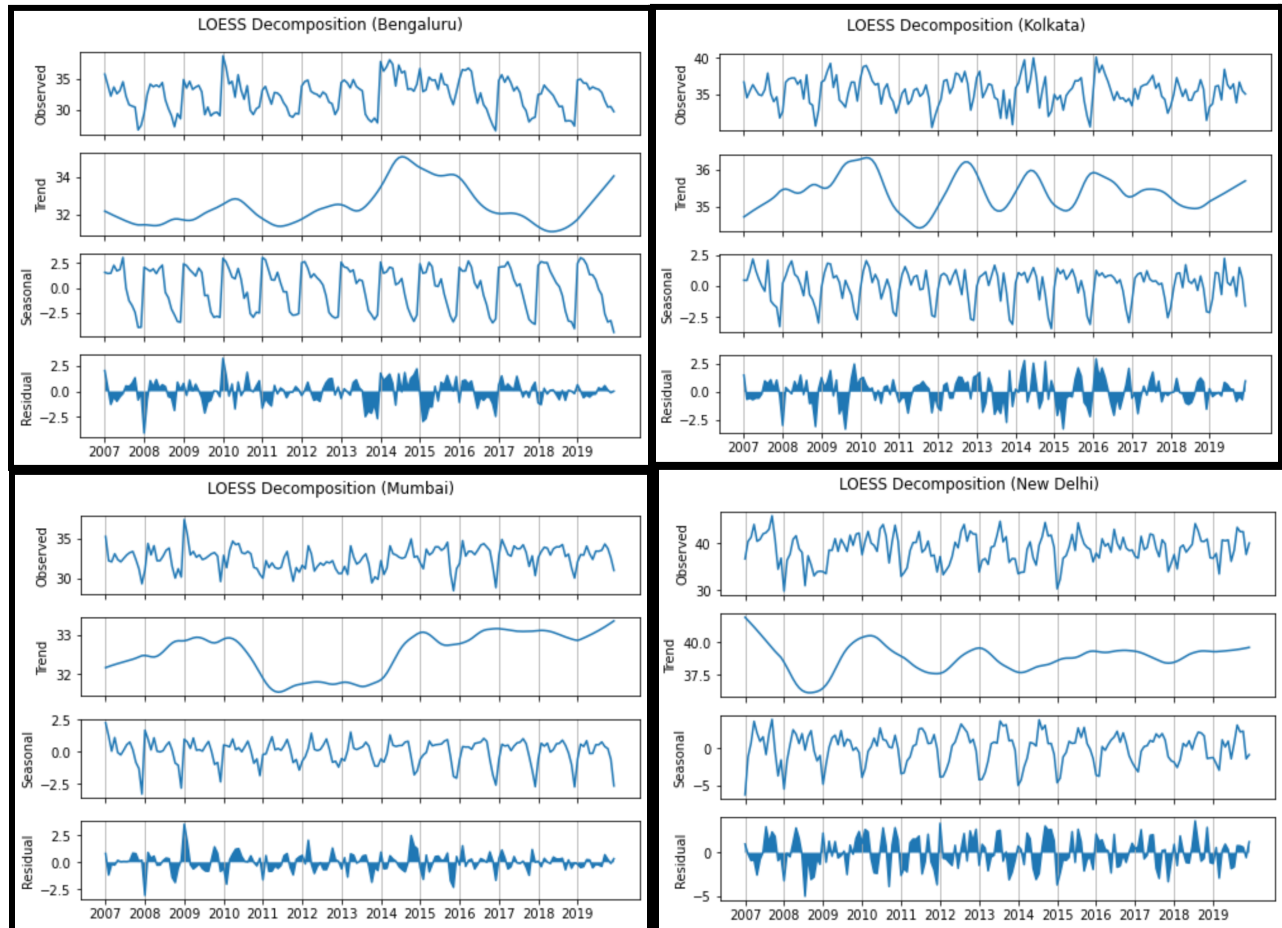 LOESS Decomposition (Bengaluru)
Observed
35
30
Trend
34
32
Seasonal
2.5
0.0
−2.5
Residual
2.5
0.0
−2.5
2007 2008 2009 2010 2011 2012 2013 2014 2015 2016 2017 2018 2019
LOESS Decomposition (Kolkata)
Observed
40
35
Trend
36
35
Seasonal
2.5
0.0
−2.5
Residual
2.5
0.0
−2.5
2007 2008 2009 2010 2011 2012 2013 2014 2015 2016 2017 2018 2019
LOESS Decomposition (Mumbai)
Observed
35
30
Trend
33
32
Seasonal
2.5
0.0
−2.5
Residual
2.5
0.0
−2.5
2007 2008 2009 2010 2011 2012 2013 2014 2015 2016 2017 2018 2019
LOESS Decomposition (New Delhi)
Observed
40
30
Trend
40.0
37.5
Seasonal
0
−5
Residual
0
−5
2007 2008 2009 2010 2011 2012 2013 2014 2015 2016 2017 2018 2019